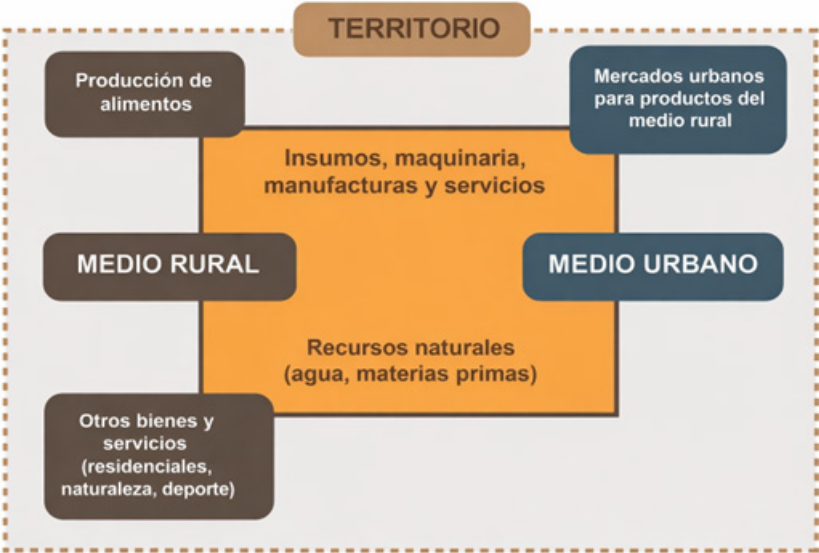 TERRITORIO
Producción de
alimentos
Mercados urbanos
para productos del
medio rural
Insumos, maquinaria,
manufacturas y servicios
MEDIO RURAL
MEDIO URBANO
Recursos naturales
(agua, materias primas)
Otros bienes y
servicios
(residenciales,
naturaleza, deporte)